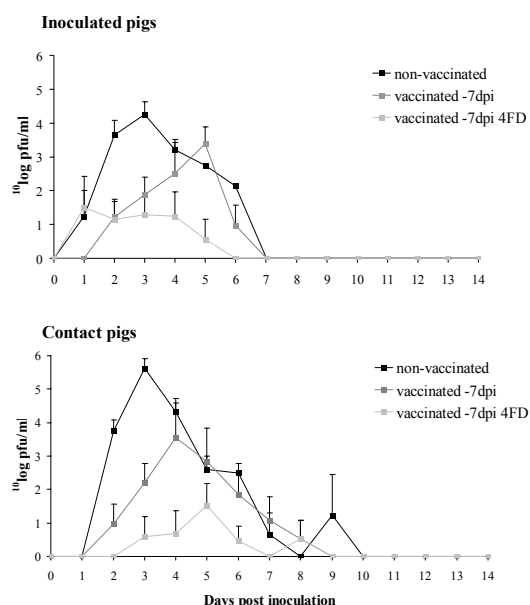 Inoculated pigs
6
5
4
3
2
1
0
¹⁰log pfu/ml
non-vaccinated
vaccinated -7dpi
vaccinated -7dpi 4FD
0 1 2 3 4 5 6 7 8 9 10 11 12 13 14
Contact pigs
6
5
4
3
2
1
0
¹⁰log pfu/ml
non-vaccinated
vaccinated -7dpi
vaccinated -7dpi 4FD
0 1 2 3 4 5 6 7 8 9 10 11 12 13 14
Days post inoculation